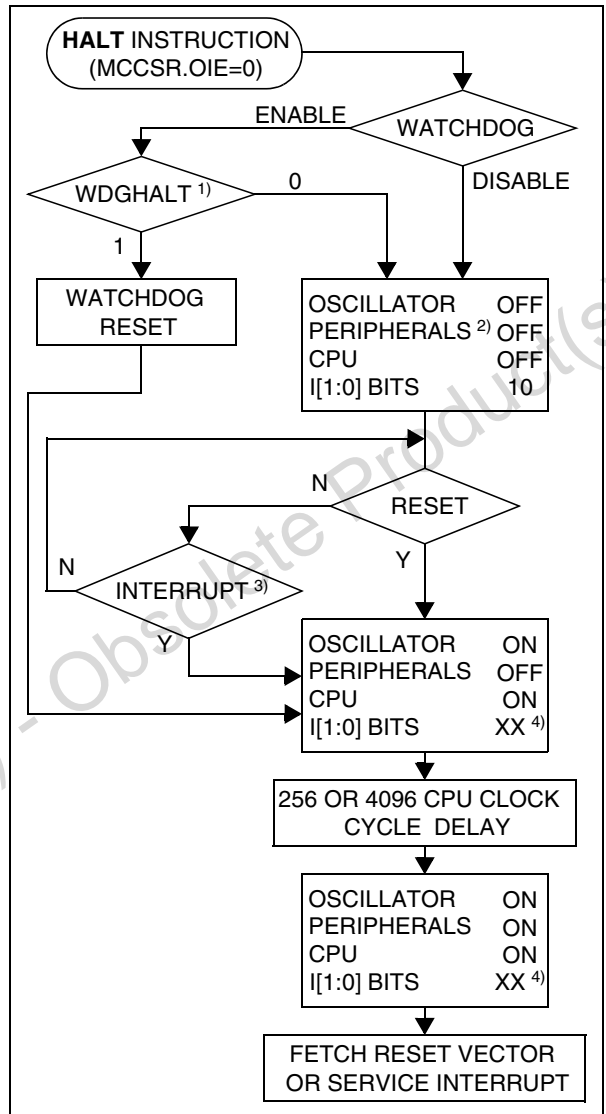 HALT INSTRUCTION
(MCCSR.OIE=0)
ENABLE
WATCHDOG
WDGHALT 1)
0
DISABLE
1
WATCHDOG
RESET
OSCILLATOR OFF
PERIPHERALS 2) OFF
CPU OFF
I[1:0] BITS 10
N
RESET
N
Y
INTERRUPT 3)
Y
OSCILLATOR ON
PERIPHERALS OFF
CPU ON
I[1:0] BITS XX 4)
256 OR 4096 CPU CLOCK
CYCLE DELAY
OSCILLATOR ON
PERIPHERALS ON
CPU ON
I[1:0] BITS XX 4)
FETCH RESET VECTOR
OR SERVICE INTERRUPT
- Obsolete Product(s)